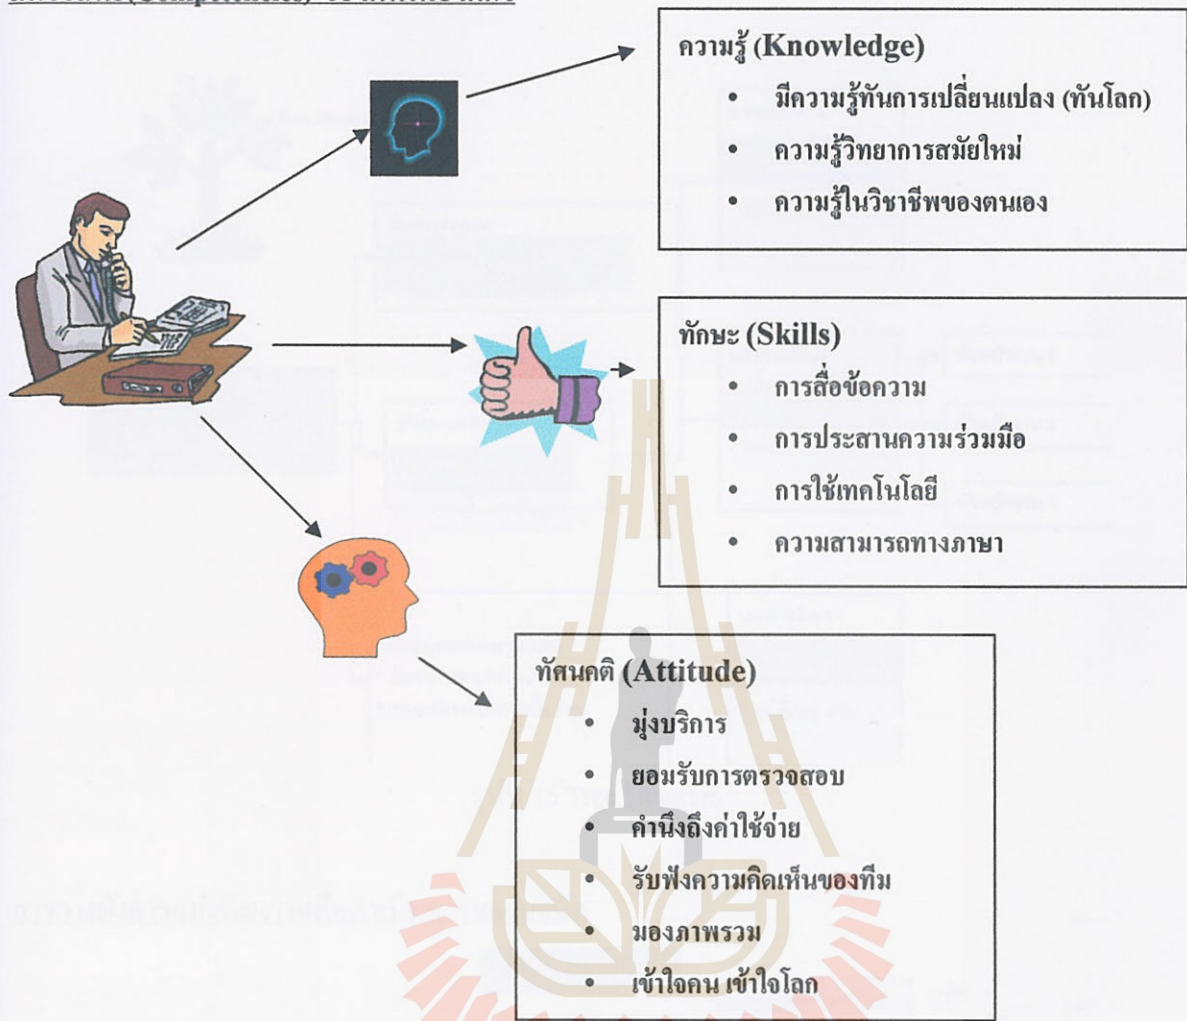 (Competencies)
ความรู้ (Knowledge)
• มีความรู้ทันการเปลี่ยนแปลง (ทันโลก)
• ความรู้วิทยาการสมัยใหม่
• ความรู้ในวิชาชีพของตนเอง
ทักษะ (Skills)
• การสื่อข้อความ
• การประสานความร่วมมือ
• การใช้เทคโนโลยี
• ความสามารถทางภาษา
ทัศนคติ (Attitude)
• มุ่งบริการ
• ยอมรับการตรวจสอบ
• คำนึงถึงค่าใช้จ่าย
• รับฟังความคิดเห็นของทีม
• มองภาพรวม
• เข้าใจคน เข้าใจโลก